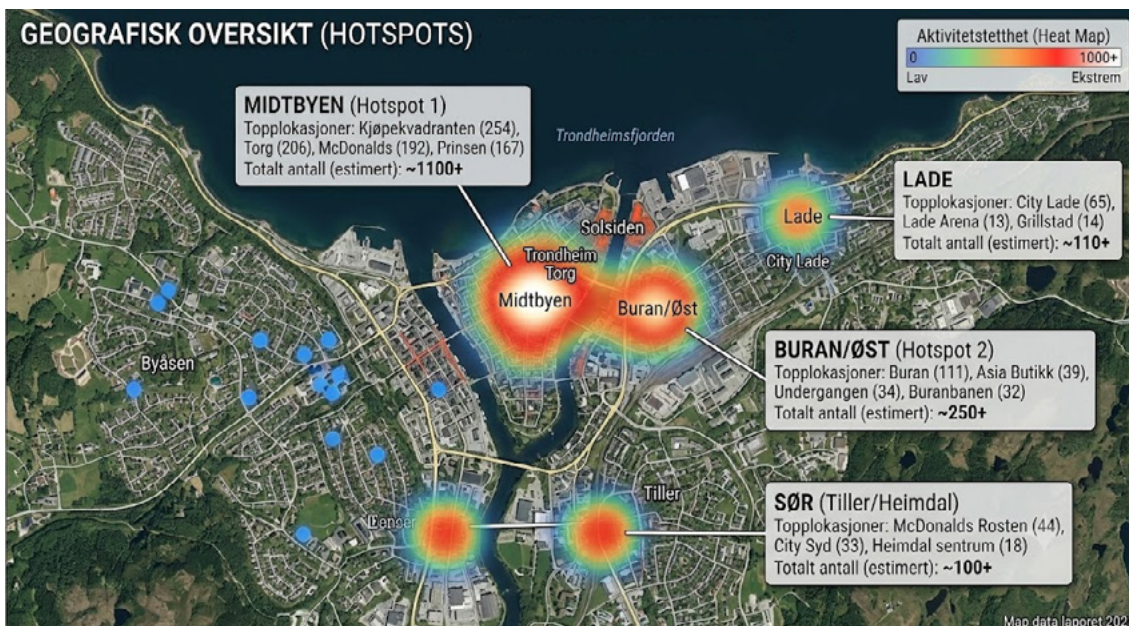 GEOGRAFISK OVERSIKT (HOTSPOTS)
Aktivitetstetthet (Heat Map)
0
1000+
Lav
Ekstrem
MIDTBYEN (Hotspot 1)
Topplokasjoner: Kjøpekvadranten (254),
Torg (206), McDonalds (192), Prinsen (167)
Totalt antall (estimert): ~1100+
Trondheimsfjorden
LADE
Topplokasjoner: City Lade (65),
Lade Arena (13), Grillstad (14)
Totalt antall (estimert): ~110+
Lade
Solsiden
City Lade
Trondheim
Torg
Midtbyen
Buran/Øst
Byåsen
BURAN/ØST (Hotspot 2)
Topplokasjoner: Buran (111), Asia Butikk (39),
Undergangen (34), Buranbanen (32)
Totalt antall (estimert): ~250+
Tiller
SØR (Tiller/Heimdal)
Topplokasjoner: McDonalds Rosten (44),
City Syd (33), Heimdal sentrum (18)
Totalt antall (estimert): ~100+
Map data laporet 202